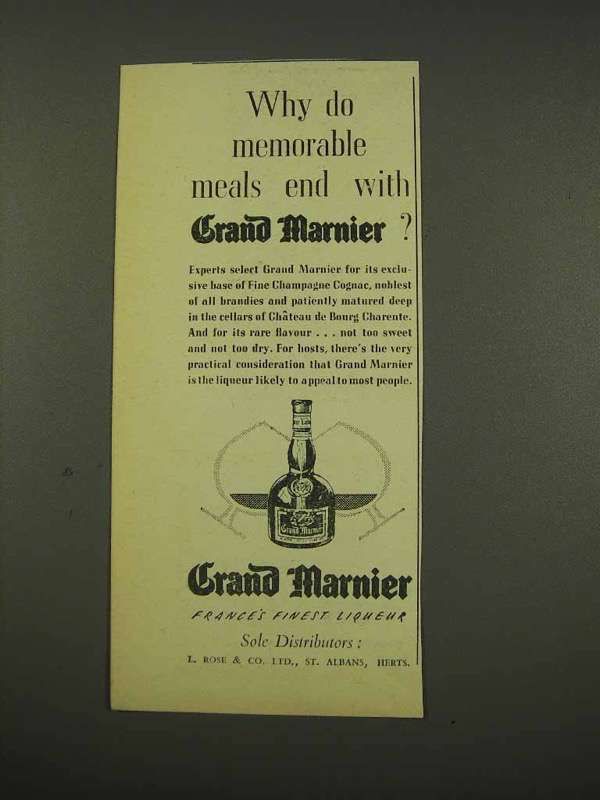 Why do
memorable
meals end with
Grand Marnier ?
Experts select Grand Marnier for its exclu-
sive base of Fine Champagne Cognac, noblest
of all brandies and patiently matured deep
in the cellars of Château de Bourg Charente.
And for its rare flavour . . . not too sweet
and not too dry. For hosts, there's the very
practical consideration that Grand Marnier
is the liqueur likely to appeal to most people.
Grand Marnier
Grand Marnier
FRANCE'S FINEST LIQUEUR
Sole Distributors :
L. ROSE & CO. LTD., ST. ALBANS, HERTS.